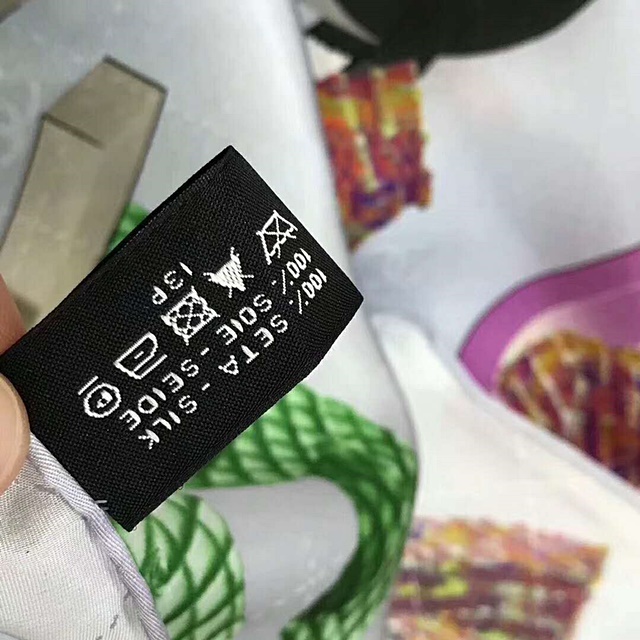 100% SETA - SILK
100% SOIE - SEIDE
13P